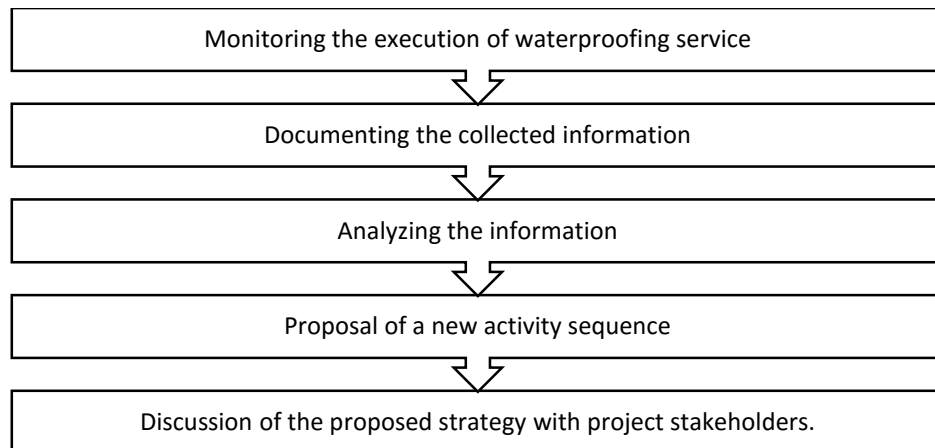 Monitoring the execution of waterproofing service
Documenting the collected information
Analyzing the information
Proposal of a new activity sequence
Discussion of the proposed strategy with project stakeholders.